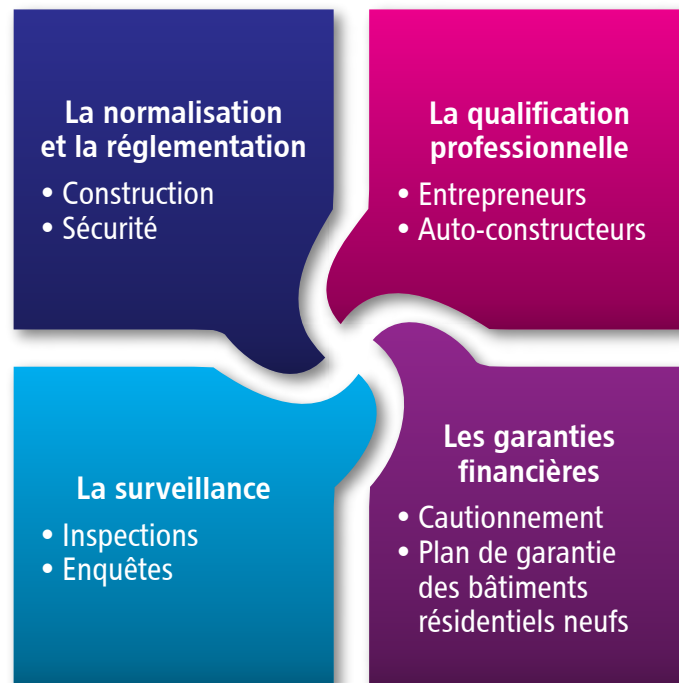 La normalisation
et la réglementation
• Construction
• Sécurité
La qualification
professionnelle
• Entrepreneurs
• Auto-constructeurs
La surveillance
• Inspections
• Enquêtes
Les garanties
financières
• Cautionnement
• Plan de garantie
des bâtiments
résidentiels neufs